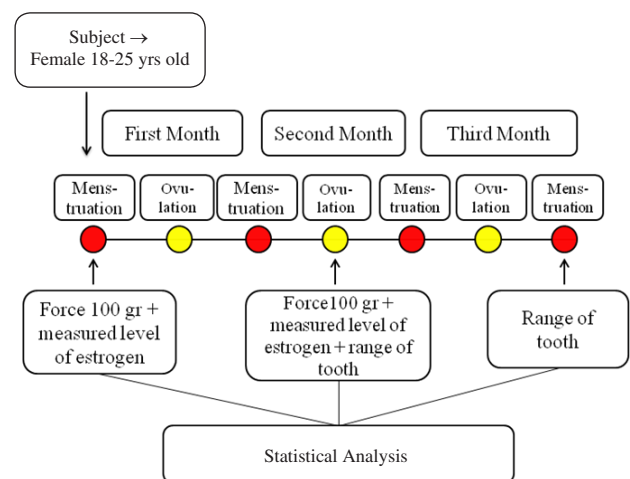 Subject →
Female 18-25 yrs old
First Month
Second Month
Third Month
Mens-
truation
Ovu-
lation
Mens-
truation
Ovu-
lation
Mens-
truation
Ovu-
lation
Mens-
truation
Force 100 gr +
measured level
of estrogen
Force100 gr +
measured level of
estrogen + range of
tooth
Range of
tooth
Statistical Analysis